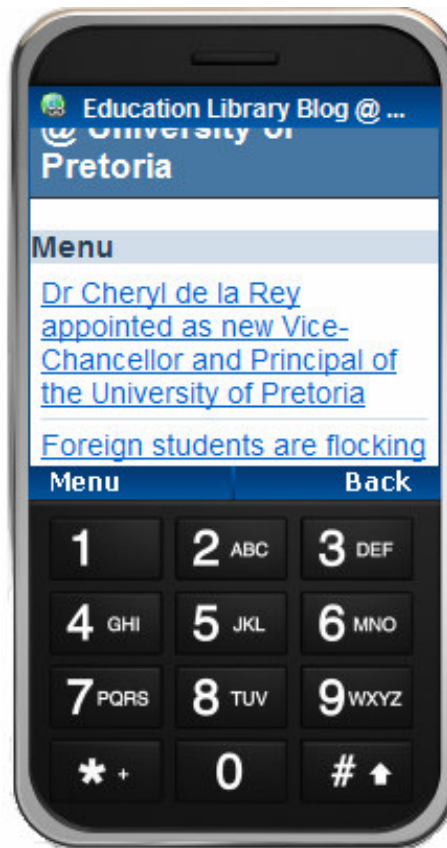 Education Library Blog @ ...
@ University of
Pretoria
Menu
Dr Cheryl de la Rey
appointed as new Vice-
Chancellor and Principal of
the University of Pretoria
Foreign students are flocking
Menu Back
1 2 ABC 3 DEF
4 GHI 5 JKL 6 MNO
7 PQRS 8 TUV 9 WXYZ
* + 0 #